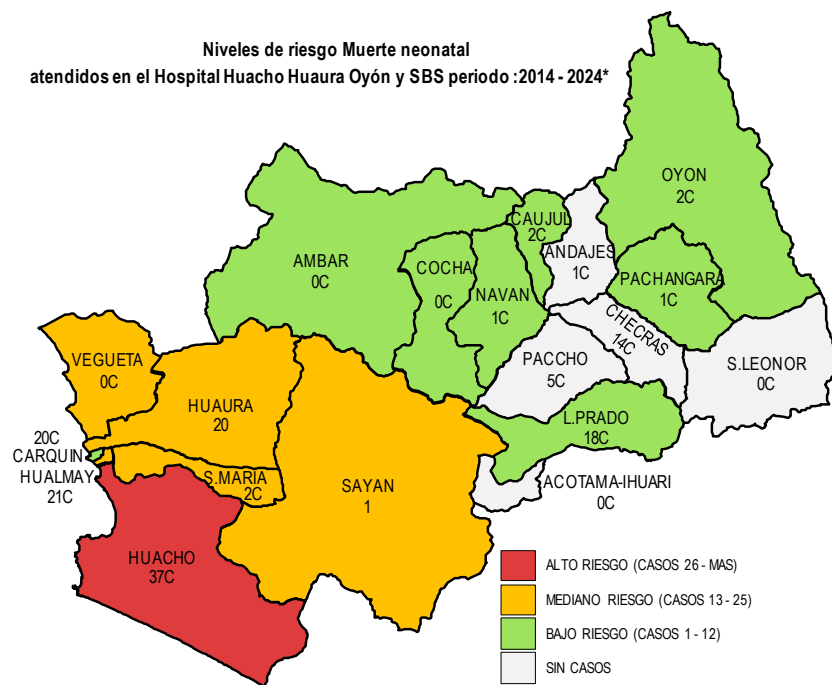 Niveles de riesgo Muerte neonatal
atendidos en el Hospital Huacho Huaura Oyón y SBS periodo :2014 - 2024*
OYON
2C
CAUJUL
2C
ANDAJES
1C
AMBAR
0C
COCHA
0C
NAVAN
1C
PACHANGARA
1C
CHECRAS
14C
VEGUETA
0C
PACCHO
5C
S.LEONOR
0C
HUAURA
20
L.PRADO
18C
20C
CARQUIN
HUALMAY
21C
S.MARIA
2C
SAYAN
1
ACOTAMA-IHUARI
0C
HUACHO
37C
ALTO RIESGO (CASOS 26 - MAS)
MEDIANO RIESGO (CASOS 13 - 25)
BAJO RIESGO (CASOS 1 - 12)
SIN CASOS